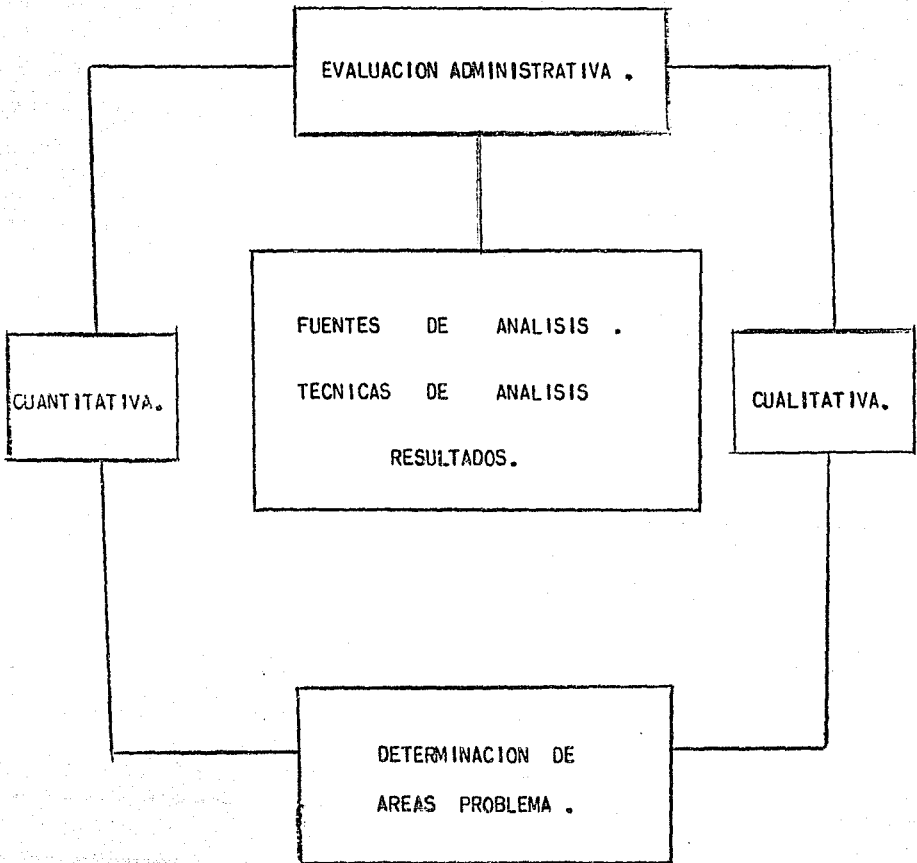 EVALUACION ADMINISTRATIVA .
FUENTES DE ANALISIS .
TECNICAS DE ANALISIS
RESULTADOS.
CUANTITATIVA.
CUALITATIVA.
DETERMINACION DE
AREAS PROBLEMA .